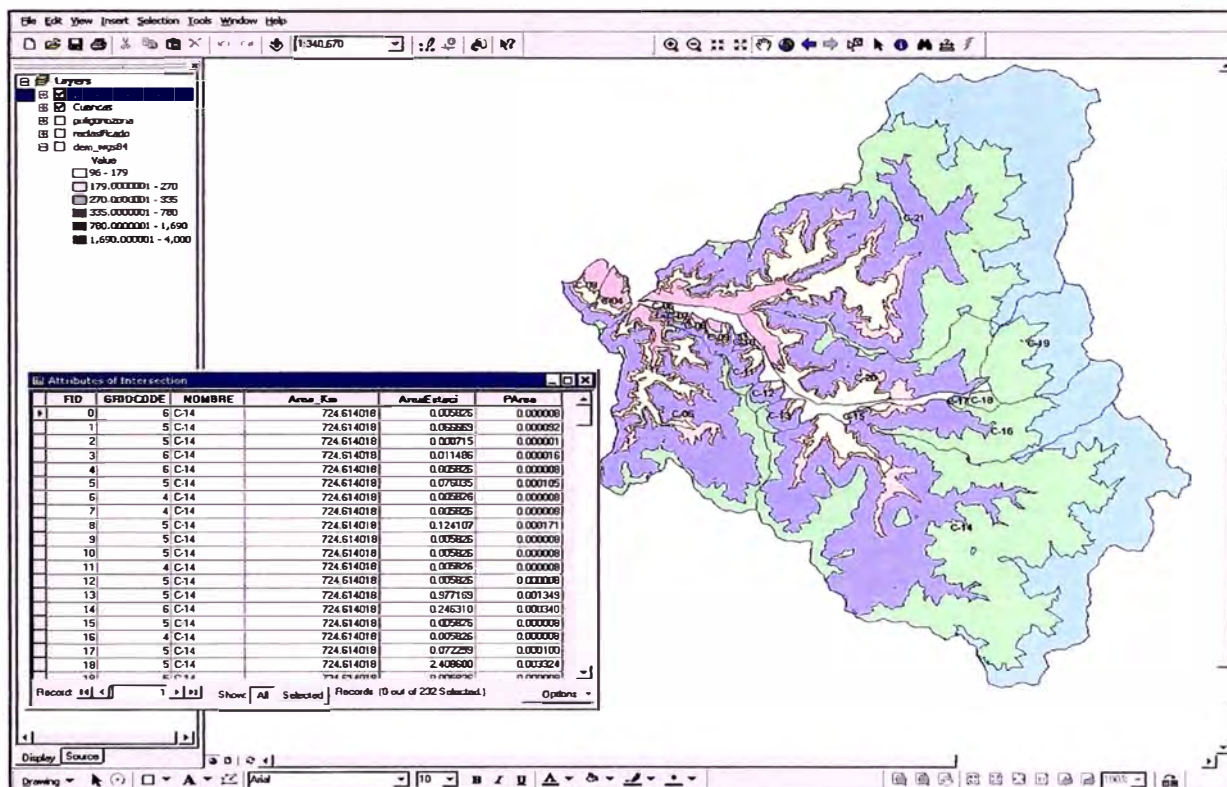 File Edit View Insert Selection Tools Window Help
1:340,670
Layers
Cuencas
poligonozona
reclasificado
dem_wgs84
Value
96 - 179
179.0000001 - 270
270.0000001 - 335
335.0000001 - 780
780.0000001 - 1,690
1,690.000001 - 4,000
C-21
C-19
C-20
C-17 C-18
C-12
C-13
C-15
C-16
C-05
C-14
Attributes of Intersection
FID GRIDCODE NOMBRE Area_Km AreaEstaci PArea
0 6 C-14 724.614018 0.005826 0.000008
1 5 C-14 724.614018 0.000092
2 5 C-14 724.614018 0.000715 0.000001
3 6 C-14 724.614018 0.011486 0.000016
4 6 C-14 724.614018 0.005826 0.000008
5 5 C-14 724.614018 0.076035 0.000105
6 4 C-14 724.614018 0.005826 0.000008
7 4 C-14 724.614018 0.005826 0.000008
8 5 C-14 724.614018 0.124107 0.000171
9 5 C-14 724.614018 0.005826 0.000008
10 5 C-14 724.614018 0.005826 0.000008
11 4 C-14 724.614018 0.005826 0.000008
12 5 C-14 724.614018 0.005826 0.000008
13 5 C-14 724.614018 0.977169 0.001349
14 6 C-14 724.614018 0.246310 0.000340
15 5 C-14 724.614018 0.005826 0.000008
16 4 C-14 724.614018 0.005826 0.000008
17 5 C-14 724.614018 0.072299 0.000100
18 5 C-14 724.614018 2.408600 0.003324
Record: 1 Show: All Selected Records (0 out of 232 Selected.) Options
Display Source
Drawing A Arial 10 B I U A 100%